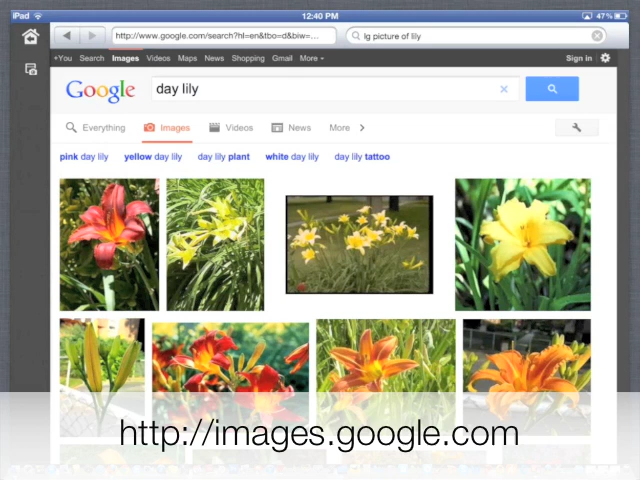 iPad 12:40 PM 47%
http://www.google.com/search?hl=en&tbo=d&biw=... lg picture of lily
+You Search Images Videos Maps News Shopping Gmail More Sign in
Google day lily
Everything Images Videos News More
pink day lily yellow day lily day lily plant white day lily day lily tattoo
http://images.google.com